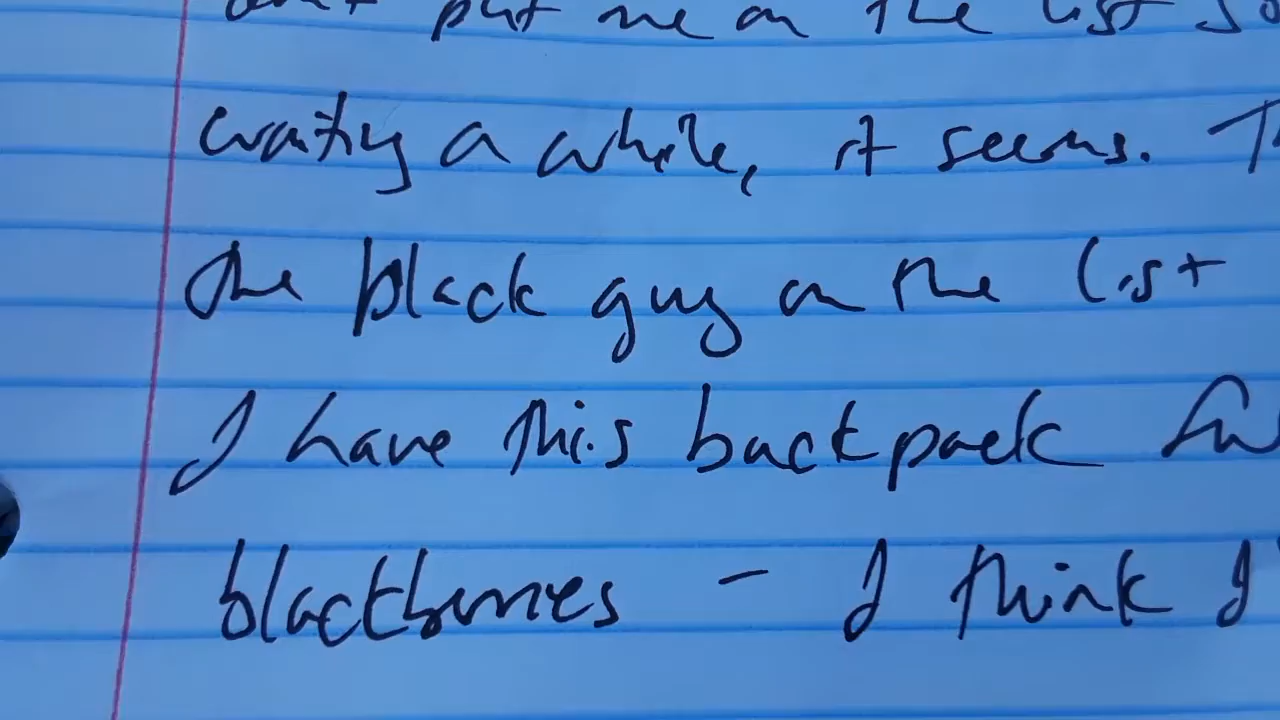 put me on the list
waiting a while, it seems.
the black guy on the list
I have this backpack
blackberries - I think I